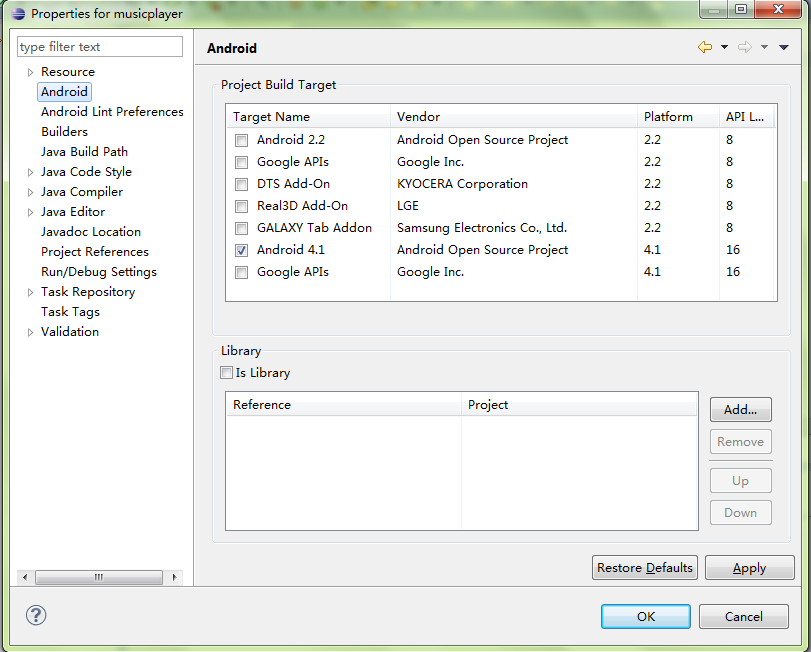 Properties for musicplayer
type filter text
Resource
Android
Android Lint Preferences
Builders
Java Build Path
Java Code Style
Java Compiler
Java Editor
Javadoc Location
Project References
Run/Debug Settings
Task Repository
Task Tags
Validation
Android
Project Build Target
Target Name Vendor Platform API L...
Android 2.2 Android Open Source Project 2.2 8
Google APIs Google Inc. 2.2 8
DTS Add-On KYOCERA Corporation 2.2 8
Real3D Add-On LGE 2.2 8
GALAXY Tab Addon Samsung Electronics Co., Ltd. 2.2 8
Android 4.1 Android Open Source Project 4.1 16
Google APIs Google Inc. 4.1 16
Library
Is Library
Reference Project
Add...
Remove
Up
Down
Restore Defaults Apply
? OK Cancel